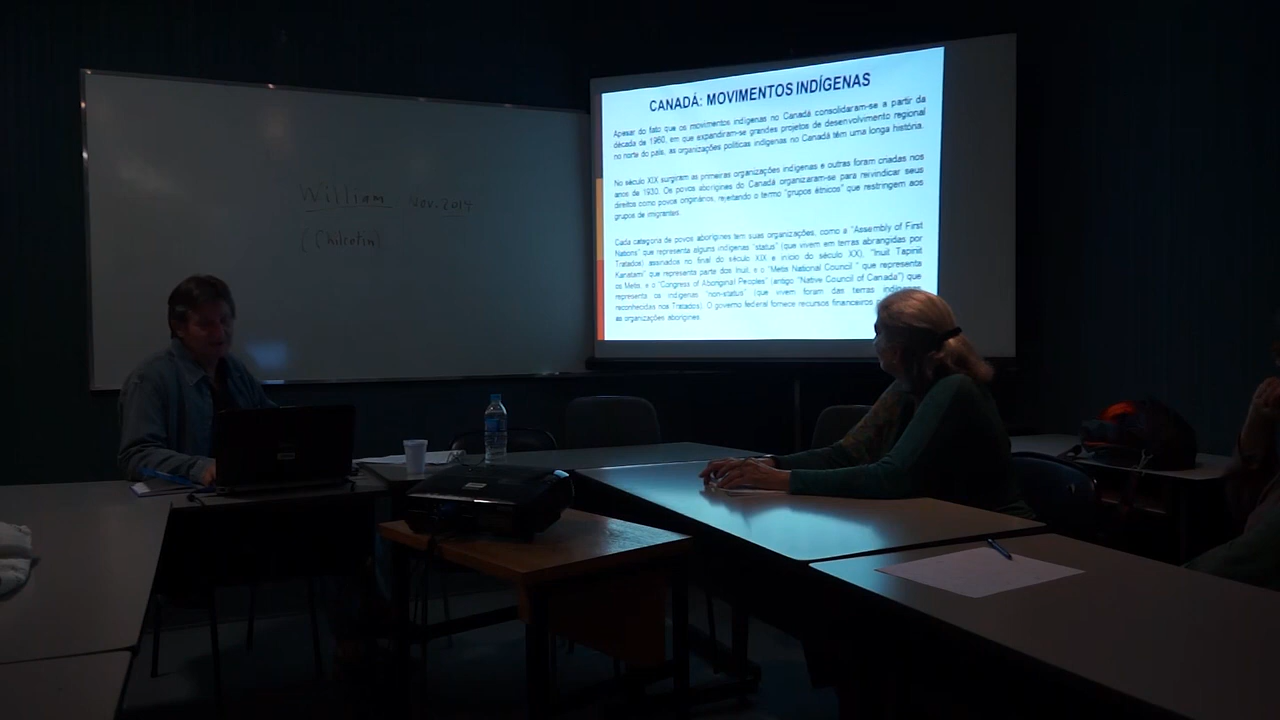 William Nov. 2014
(Chilcotin)
CANADÁ: MOVIMENTOS INDÍGENAS
Apesar do fato que os movimentos indígenas no Canadá consolidaram-se a partir da
década de 1960, em que expandiram-se grandes projetos de desenvolvimento regional
no norte do país, as organizações políticas indígenas no Canadá têm uma longa história.
No século XIX surgiram as primeiras organizações indígenas e outras foram criadas nos
anos de 1930. Os povos aborígines do Canadá organizaram-se para reivindicar seus
direitos como povos originários, rejeitando o termo "grupos étnicos" que restringem aos
grupos de imigrantes.
Cada categoria de povos aborígines tem suas organizações, como a "Assembly of First
Nations" que representa alguns indígenas "status" (que vivem em terras abrangidas por
Tratados) assinados no final do século XIX e início do século XX), "Inuit Tapiriit
Kanatami" que representa parte dos Inuit, e o "Metis National Council " que representa
os Metis, e o "Congress of Aboriginal Peoples" (antigo "Native Council of Canada") que
representa os indígenas "non-status" (que vivem foram das terras indígenas
reconhecidas nos Tratados). O governo federal fornece recursos financeiros
as organizações aborígines.